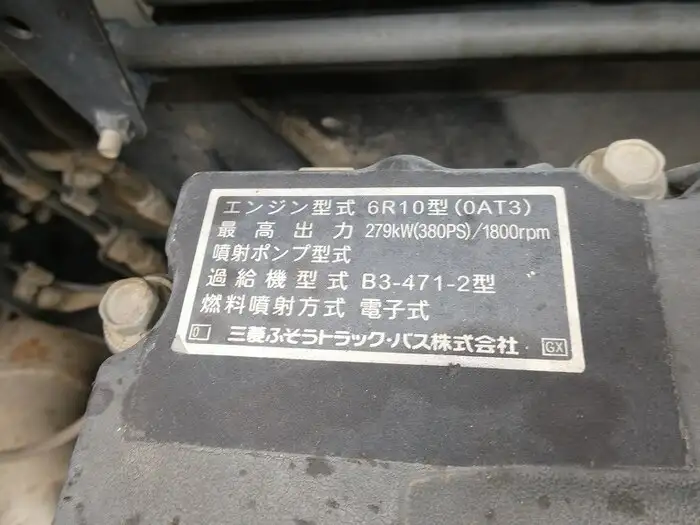 エンジン型式 6R10型(0AT3)
最高出力 279kW(380PS)/1800rpm
噴射ポンプ型式
過給機型式 B3-471-2型
燃料噴射方式 電子式
0 三菱ふそうトラック・バス株式会社 GX